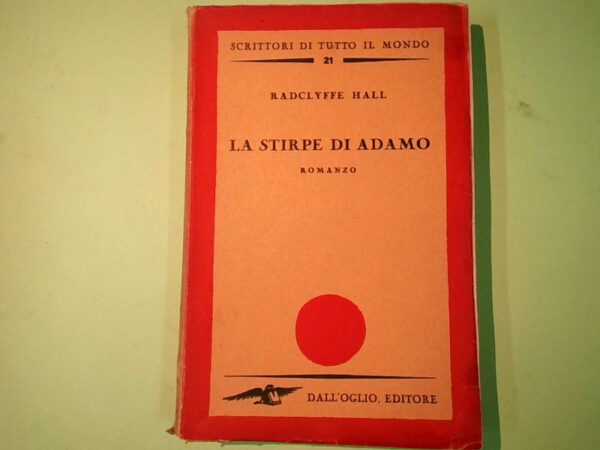 SCRITTORI DI TUTTO IL MONDO
21
RADCLYFFE HALL
LA STIRPE DI ADAMO
ROMANZO
DALL'OGLIO, EDITORE